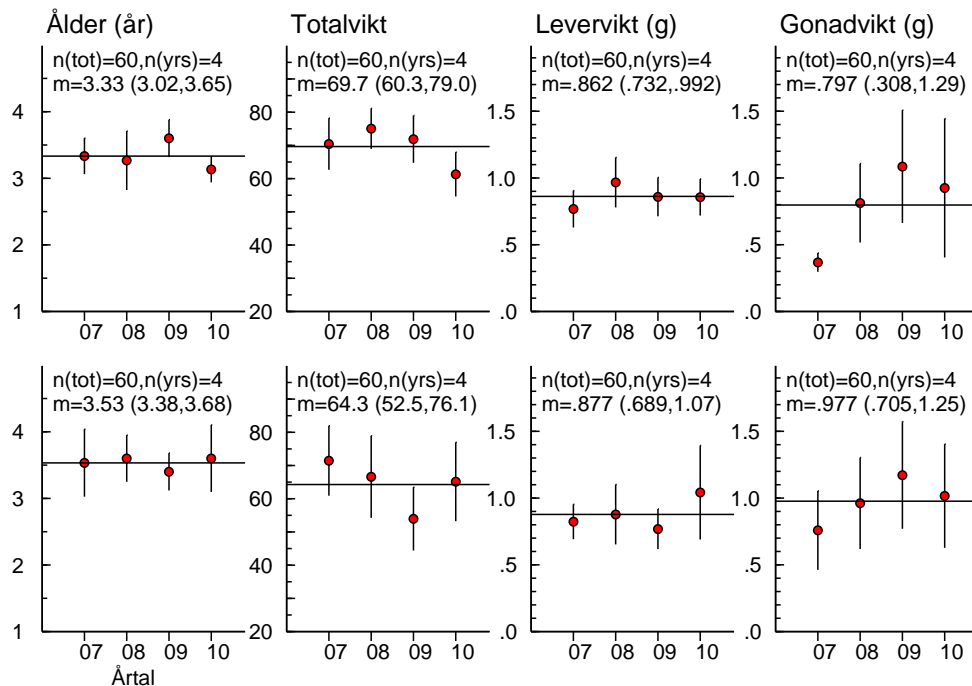 Ålder (år)
Totalvikt
Levervikt (g)
Gonadvikt (g)
n(tot)=60,n(yrs)=4
m=3.33 (3.02,3.65)
4
3
2
1
07 08 09 10
n(tot)=60,n(yrs)=4
m=69.7 (60.3,79.0)
80
60
40
20
07 08 09 10
n(tot)=60,n(yrs)=4
m=.862 (.732,.992)
1.5
1.0
.5
.0
07 08 09 10
n(tot)=60,n(yrs)=4
m=.797 (.308,1.29)
1.5
1.0
.5
.0
07 08 09 10
n(tot)=60,n(yrs)=4
m=3.53 (3.38,3.68)
4
3
2
1
07 08 09 10
Årtal
n(tot)=60,n(yrs)=4
m=64.3 (52.5,76.1)
80
60
40
20
07 08 09 10
n(tot)=60,n(yrs)=4
m=.877 (.689,1.07)
1.5
1.0
.5
.0
07 08 09 10
n(tot)=60,n(yrs)=4
m=.977 (.705,1.25)
1.5
1.0
.5
.0
07 08 09 10